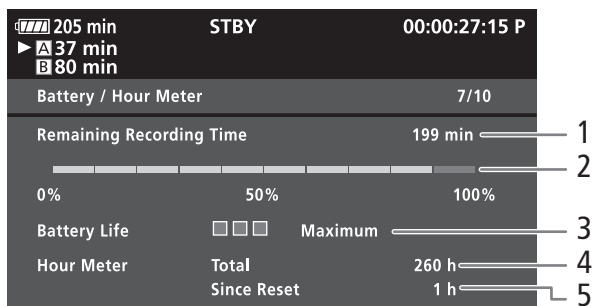 205 min STBY 00:00:27:15 P
A 37 min
B 80 min
Battery / Hour Meter 7/10
Remaining Recording Time 199 min 1
2
0% 50% 100%
Battery Life Maximum 3
Hour Meter Total 260 h 4
Since Reset 1 h 5